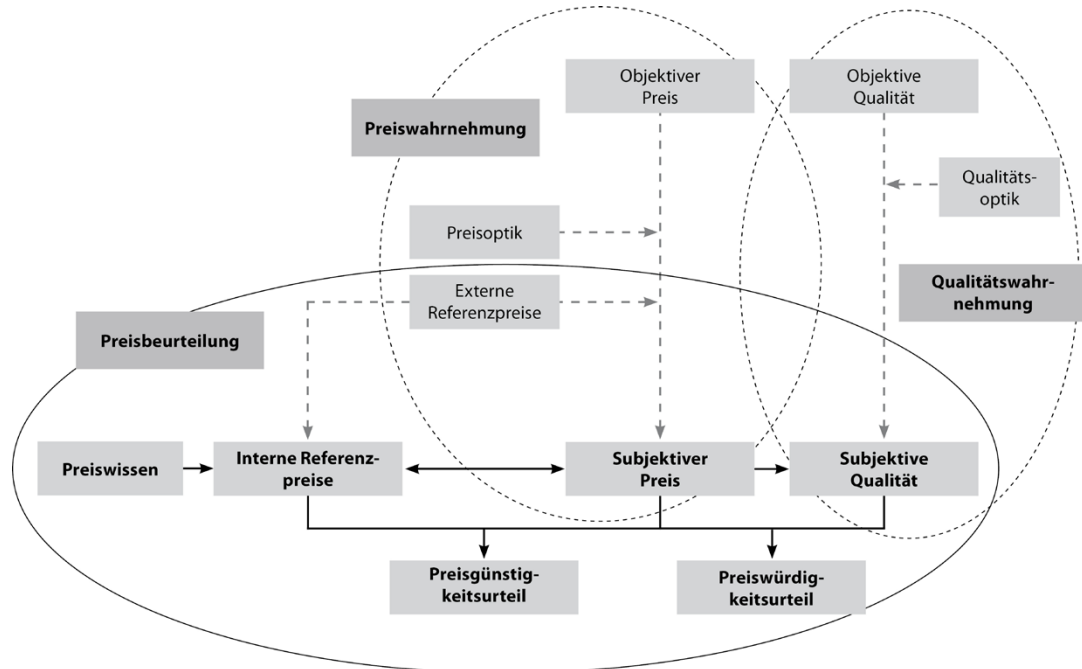 Objektiver
Preis
Objektive
Qualität
Preiswahrnehmung
Qualitäts-
optik
Preisoptik
Externe
Referenzpreise
Qualitätswahr-
nehmung
Preisbeurteilung
Preiswissen
Interne Referenz-
preise
Subjektiver
Preis
Subjektive
Qualität
Preisgünstig-
keitsurteil
Preiswürdig-
keitsurteil